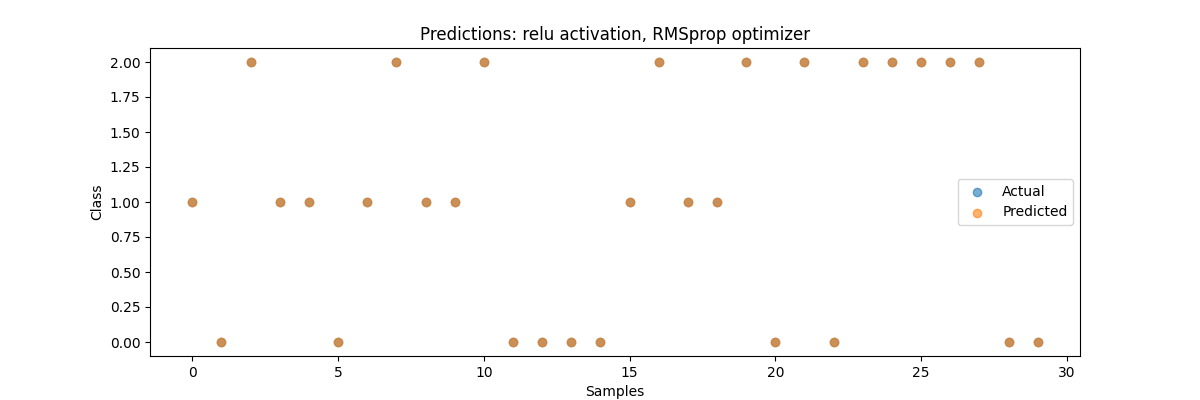 Predictions: relu activation, RMSprop optimizer
2.00
1.75
1.50
1.25
1.00
0.75
0.50
0.25
0.00
Class
Actual
Predicted
0 5 10 15 20 25 30
Samples